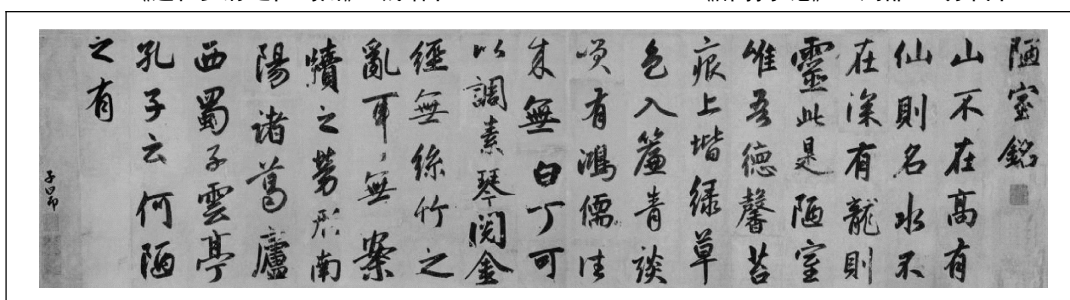 陋室銘
山不在高有
仙則名水不
在深有龍則
靈此是陋室
惟吾德馨苔
痕上堦綠草
色入簾青談
笑有鴻儒往
來無白丁可
以調素琴閱金
經無絲竹之
亂耳無案
牘之勞形南
陽諸葛廬
西蜀子雲亭
孔子云何陋
之有
子昂